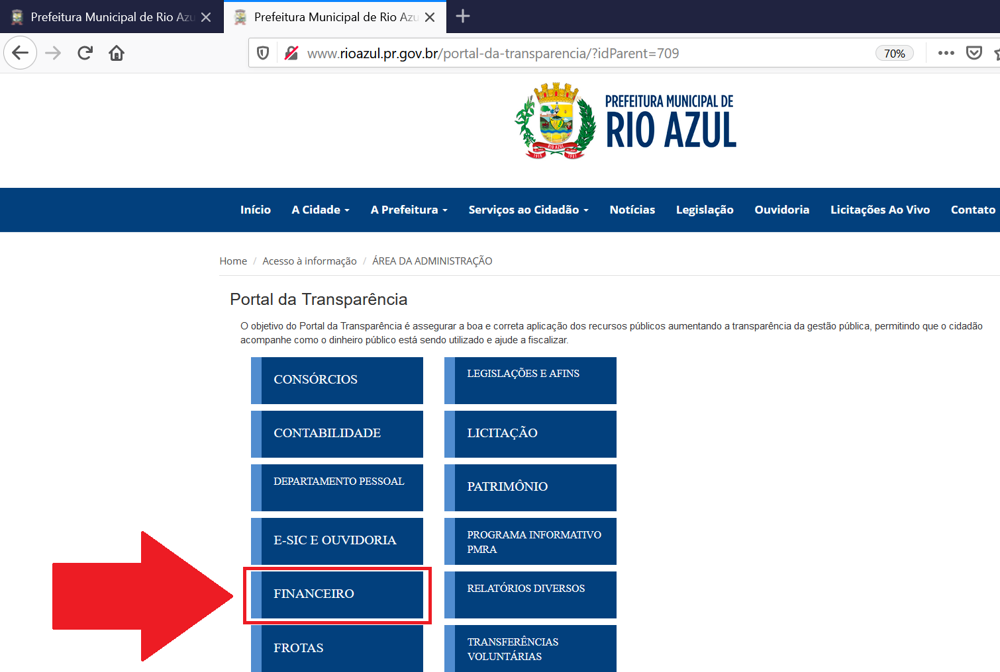 Prefeitura Municipal de Rio Azu
Prefeitura Municipal de Rio Azu
www.rioazul.pr.gov.br/portal-da-transparencia/?idParent=709
70%
RIO AZUL
PREFEITURA MUNICIPAL DE
RIO AZUL
Início A Cidade A Prefeitura Serviços ao Cidadão Notícias Legislação Ouvidoria Licitações Ao Vivo Contato
Home / Acesso à informação / ÁREA DA ADMINISTRAÇÃO
Portal da Transparência
O objetivo do Portal da Transparência é assegurar a boa e correta aplicação dos recursos públicos aumentando a transparência da gestão pública, permitindo que o cidadão
acompanhe como o dinheiro público está sendo utilizado e ajude a fiscalizar.
CONSÓRCIOS
LEGISLAÇÕES E AFINS
CONTABILIDADE
LICITAÇÃO
DEPARTAMENTO PESSOAL
PATRIMÔNIO
E-SIC E OUVIDORIA
PROGRAMA INFORMATIVO
PMRA
FINANCEIRO
RELATÓRIOS DIVERSOS
FROTAS
TRANSFERÊNCIAS
VOLUNTÁRIAS